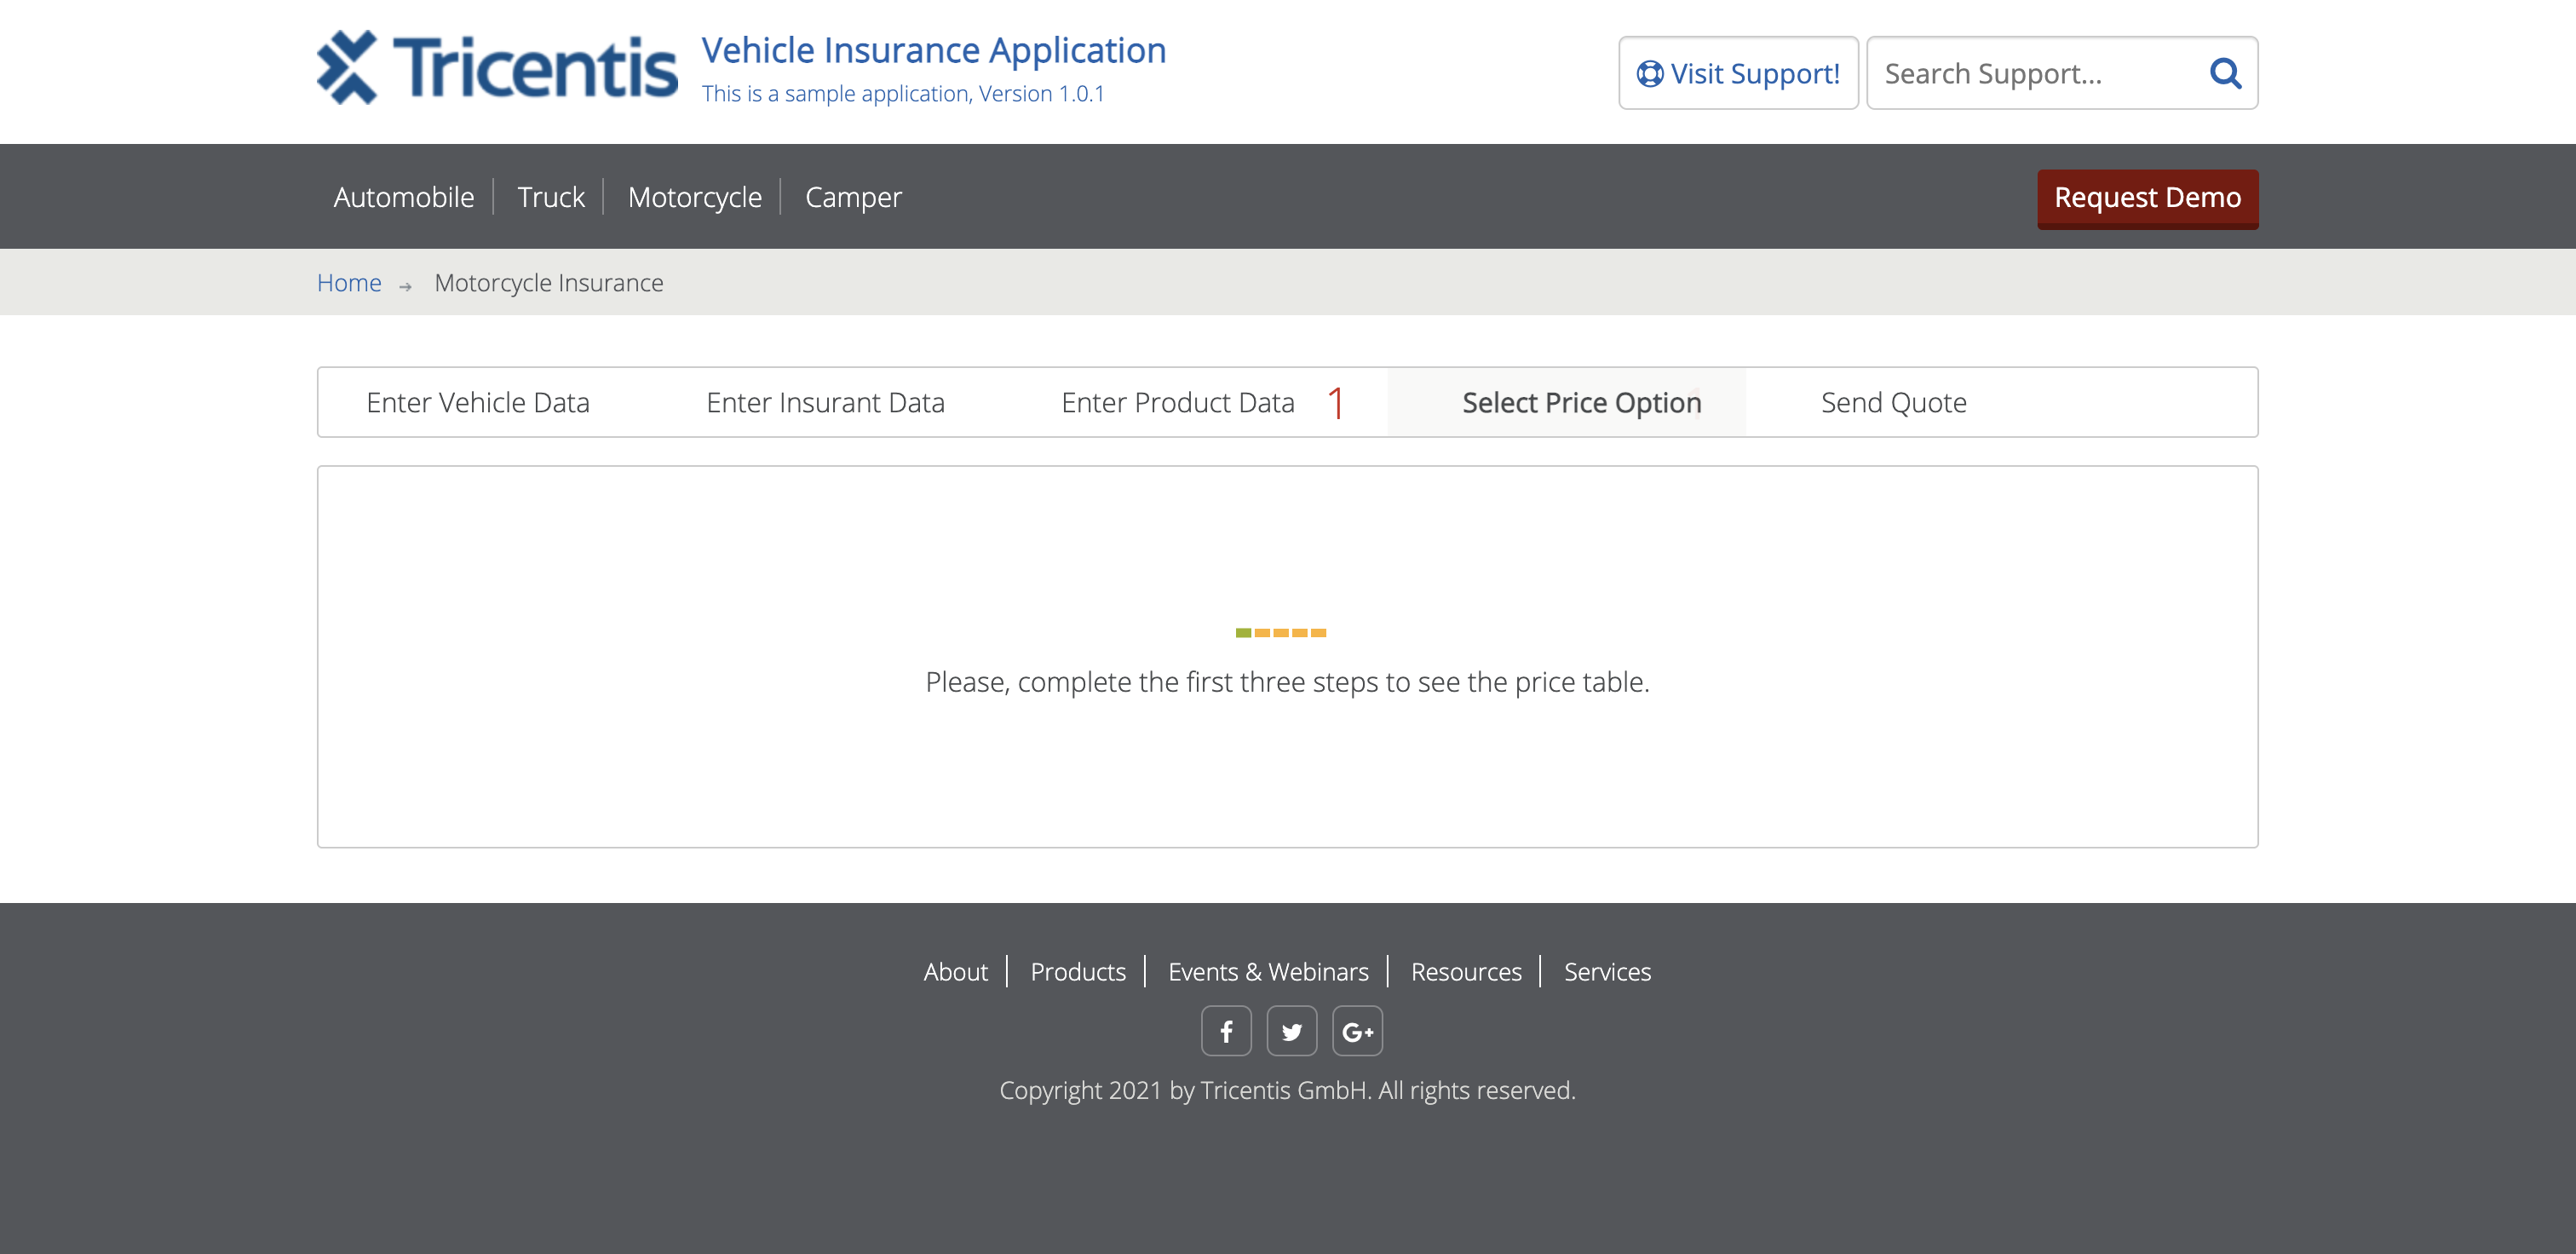 Tricentis
Vehicle Insurance Application
This is a sample application, Version 1.0.1
Visit Support!
Search Support...
Automobile
Truck
Motorcycle
Camper
Request Demo
Home → Motorcycle Insurance
Enter Vehicle Data
Enter Insurant Data
Enter Product Data 1
Select Price Option 1
Send Quote
Please, complete the first three steps to see the price table.
About
Products
Events & Webinars
Resources
Services
G+
Copyright 2021 by Tricentis GmbH. All rights reserved.